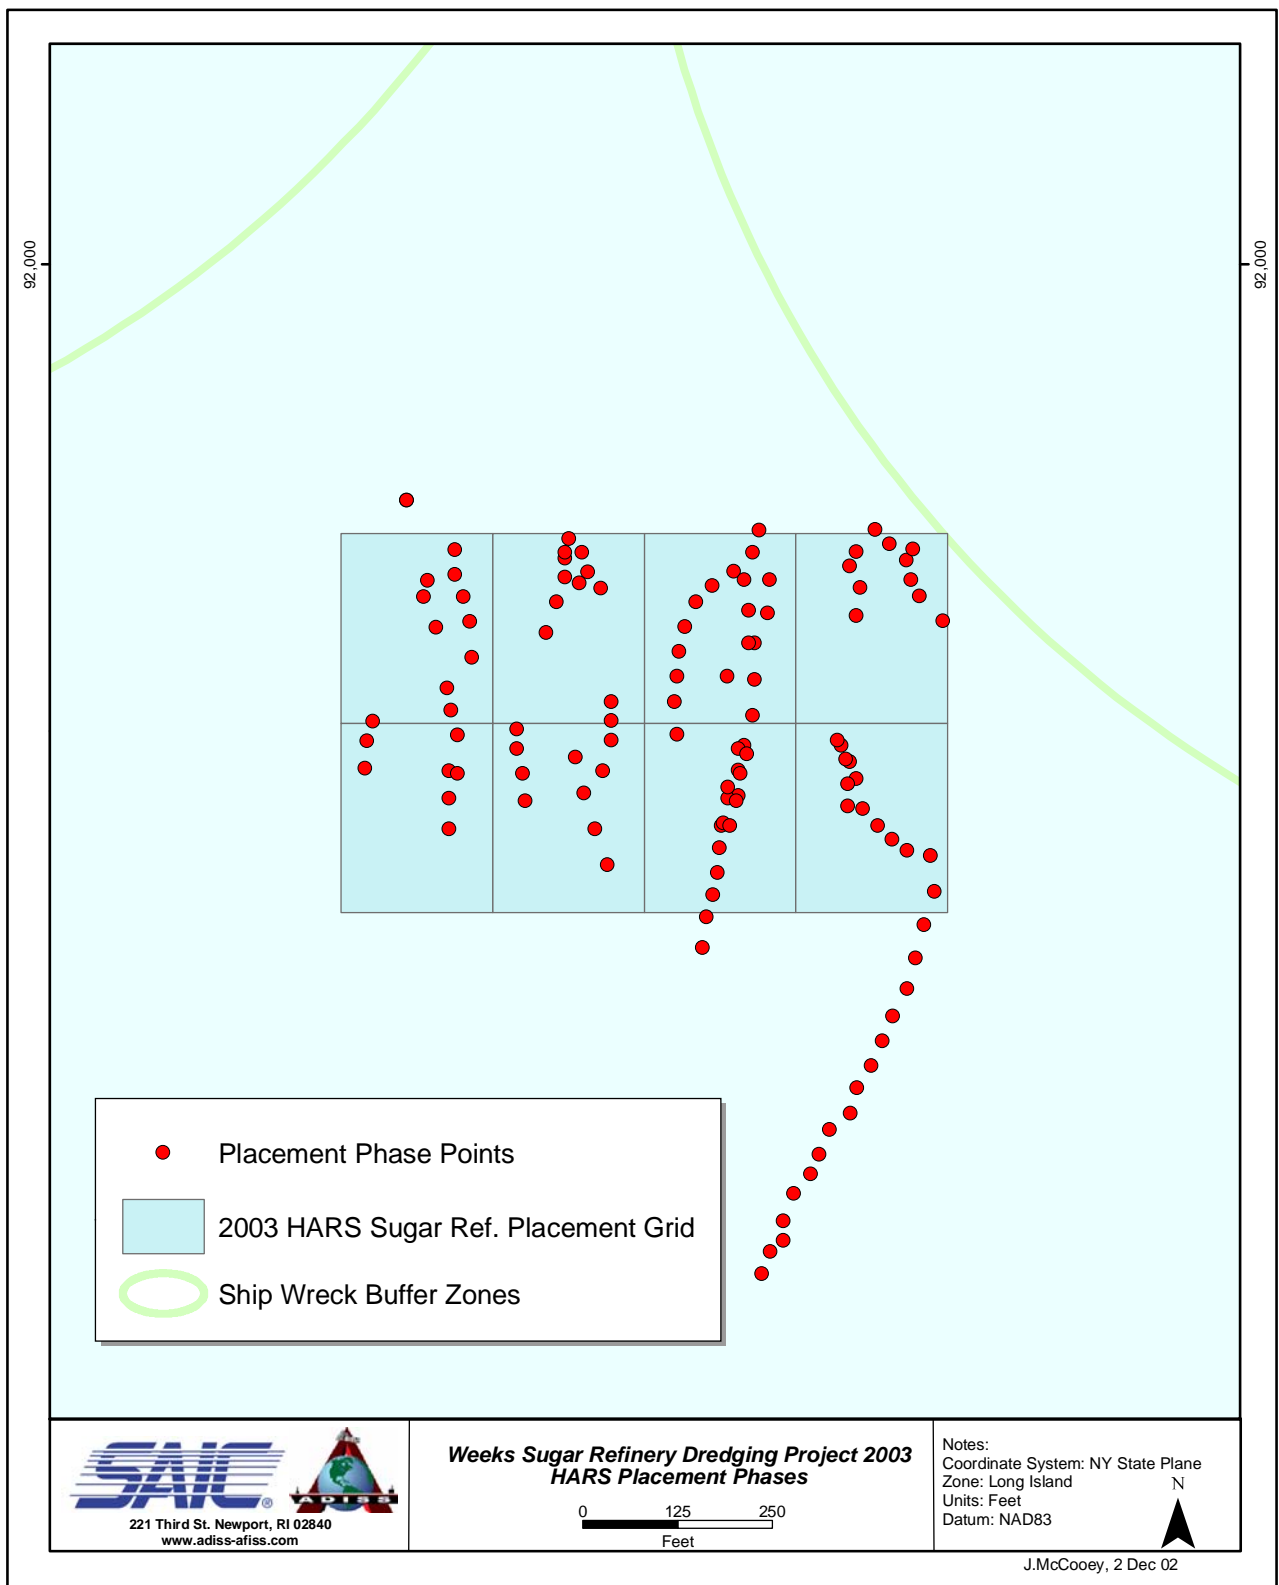 92,000
92,000
Placement Phase Points
2003 HARS Sugar Ref. Placement Grid
Ship Wreck Buffer Zones
SAIC®
ADISS
221 Third St. Newport, RI 02840
www.adiss-afiss.com
Weeks Sugar Refinery Dredging Project 2003
HARS Placement Phases
0 125 250
Feet
Notes:
Coordinate System: NY State Plane
Zone: Long Island
Units: Feet
Datum: NAD83
N
J.McCooey, 2 Dec 02